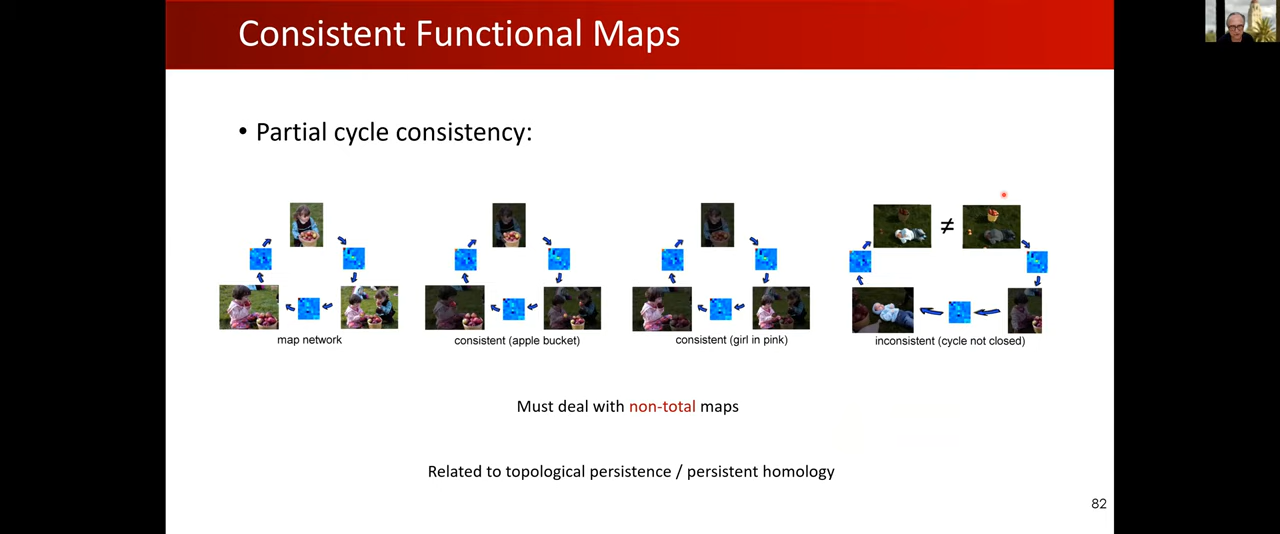 Consistent Functional Maps
• Partial cycle consistency:
≠
map network
consistent (apple bucket)
consistent (girl in pink)
inconsistent (cycle not closed)
Must deal with non-total maps
Related to topological persistence / persistent homology
82